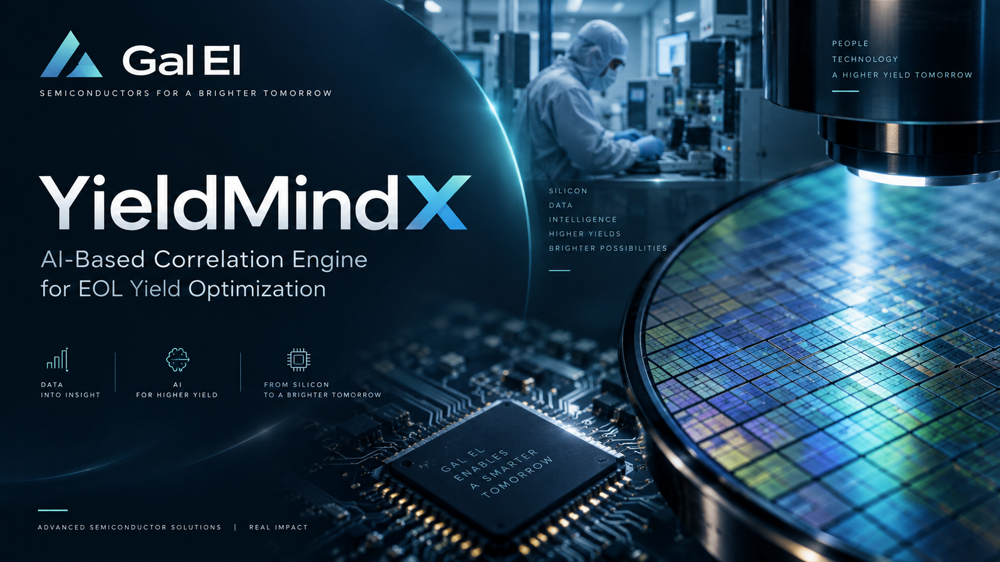 Gal El
SEMICONDUCTORS FOR A BRIGHTER TOMORROW
PEOPLE
TECHNOLOGY
A HIGHER YIELD TOMORROW
YieldMindX
AI-Based Correlation Engine
for EOL Yield Optimization
SILICON
DATA
INTELLIGENCE
HIGHER YIELDS
BRIGHTER POSSIBILITIES
DATA
INTO INSIGHT
AI
FOR HIGHER YIELD
FROM SILICON
TO A BRIGHTER TOMORROW
GAL EL
ENABLES
A SMARTER
TOMORROW
ADVANCED SEMICONDUCTOR SOLUTIONS | REAL IMPACT